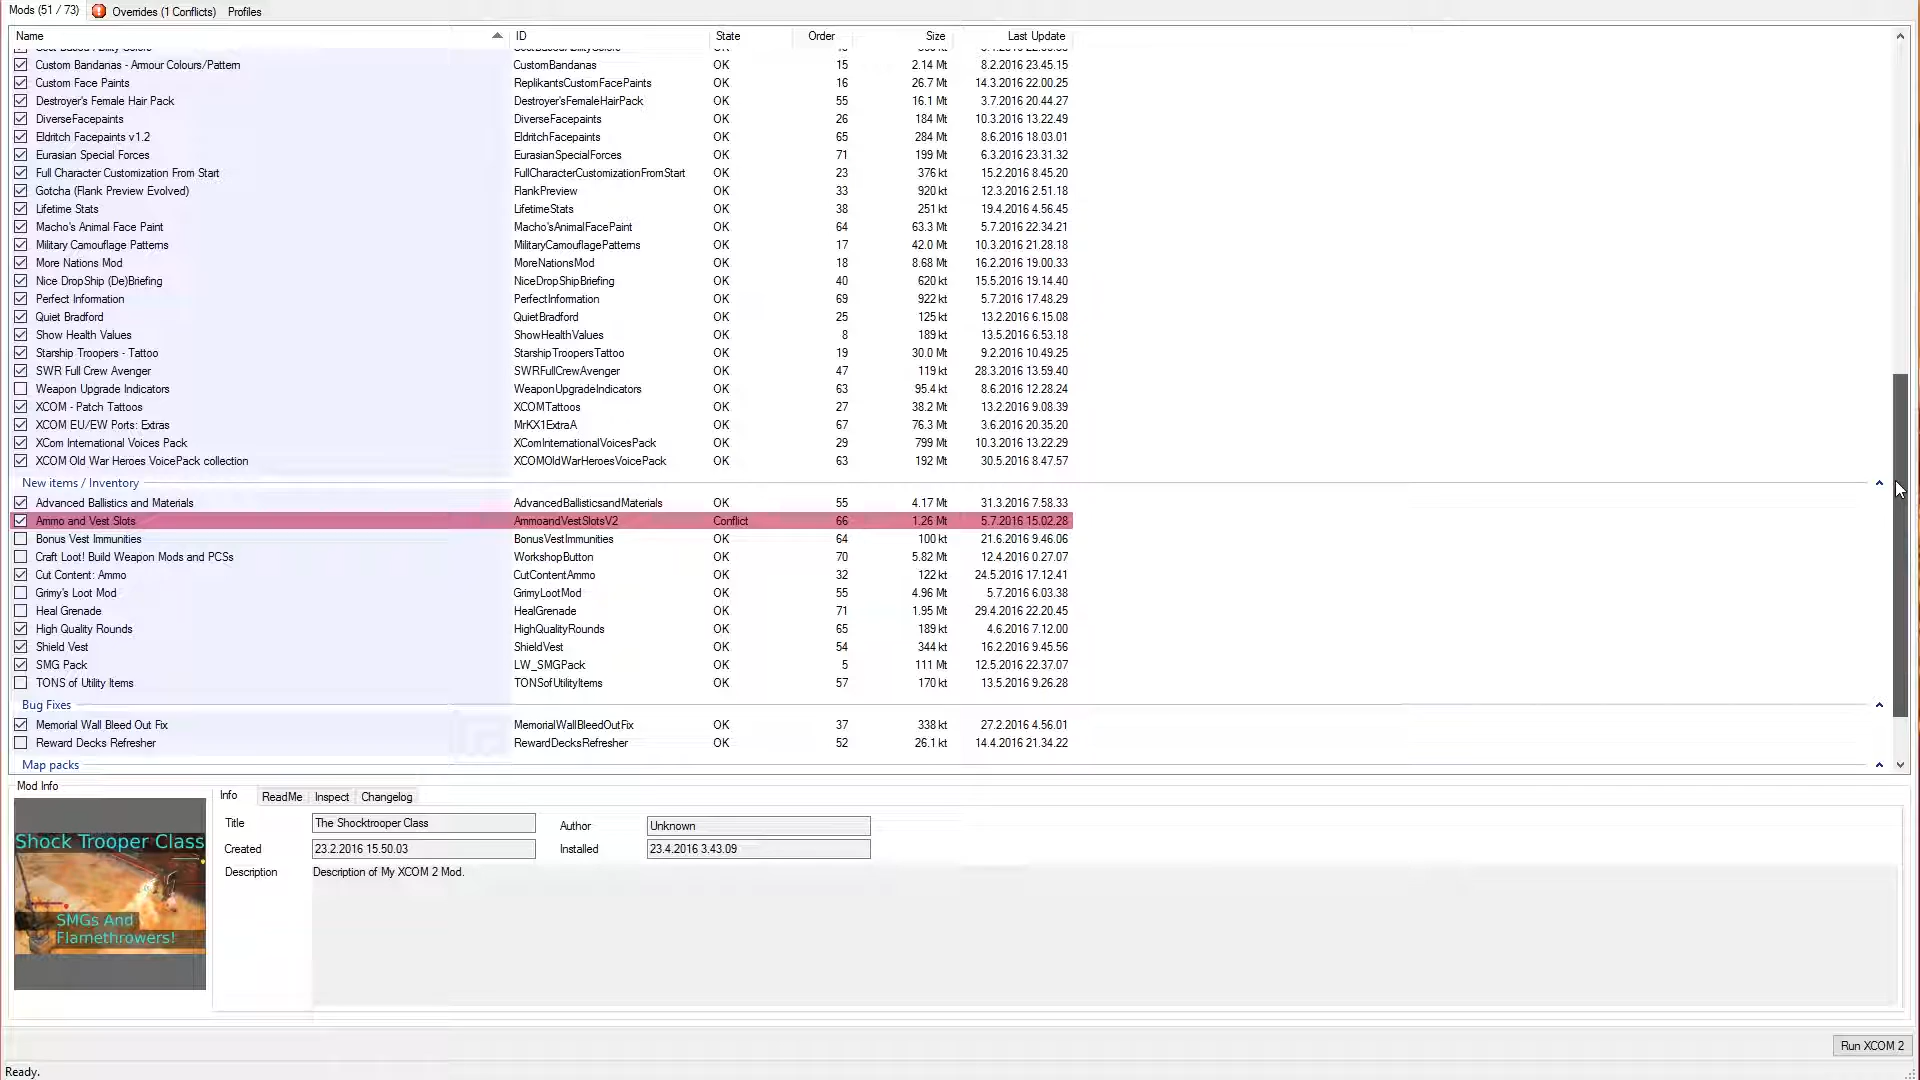 Mods (51 / 73) Overrides (1 Conflicts) Profiles
Name ID State Order Size Last Update
Custom Bandanas - Armour Colours/Pattern CustomBandanas OK 15 2.14 Mt 8.2.2016 23.45.15
Custom Face Paints ReplikantsCustomFacePaints OK 16 26.7 Mt 14.3.2016 22.00.25
Destroyer's Female Hair Pack Destroyer'sFemaleHairPack OK 55 16.1 Mt 3.7.2016 20.44.27
DiverseFacepaints DiverseFacepaints OK 26 184 Mt 10.3.2016 13.22.49
Eldritch Facepaints v1.2 EldritchFacepaints OK 65 284 Mt 8.6.2016 18.03.01
Eurasian Special Forces EurasianSpecialForces OK 71 199 Mt 6.3.2016 23.31.32
Full Character Customization From Start FullCharacterCustomizationFromStart OK 23 376 kt 15.2.2016 8.45.20
Gotcha (Flank Preview Evolved) FlankPreview OK 33 920 kt 12.3.2016 2.51.18
Lifetime Stats LifetimeStats OK 38 251 kt 19.4.2016 4.56.45
Macho's Animal Face Paint Macho'sAnimalFacePaint OK 64 63.3 Mt 5.7.2016 22.34.21
Military Camouflage Patterns MilitaryCamouflagePatterns OK 17 42.0 Mt 10.3.2016 21.28.18
More Nations Mod MoreNationsMod OK 18 8.68 Mt 16.2.2016 19.00.33
Nice DropShip (De)Briefing NiceDropShipBriefing OK 40 620 kt 15.5.2016 19.14.40
Perfect Information PerfectInformation OK 69 922 kt 5.7.2016 17.48.29
Quiet Bradford QuietBradford OK 25 125 kt 13.2.2016 6.15.08
Show Health Values ShowHealthValues OK 8 189 kt 13.5.2016 6.53.18
Starship Troopers - Tattoo StarshipTroopersTattoo OK 19 30.0 Mt 9.2.2016 10.49.25
SWR Full Crew Avenger SWRFullCrewAvenger OK 47 119 kt 28.3.2016 13.59.40
Weapon Upgrade Indicators WeaponUpgradeIndicators OK 63 95.4 kt 8.6.2016 12.28.24
XCOM - Patch Tattoos XCOMTattoos OK 27 38.2 Mt 13.2.2016 9.08.39
XCOM EU/EW Ports: Extras MrKX1ExtraA OK 67 76.3 Mt 3.6.2016 20.35.20
XCom International Voices Pack XComInternationalVoicesPack OK 29 799 Mt 10.3.2016 13.22.29
XCOM Old War Heroes VoicePack collection XCOMOldWarHeroesVoicePack OK 63 192 Mt 30.5.2016 8.47.57
New items / Inventory
Advanced Ballistics and Materials AdvancedBallisticsandMaterials OK 55 4.17 Mt 31.3.2016 7.58.33
Ammo and Vest Slots AmmoandVestSlotsV2 Conflict 66 1.26 Mt 5.7.2016 15.02.28
Bonus Vest Immunities BonusVestImmunities OK 64 100 kt 21.6.2016 9.46.06
Craft Loot! Build Weapon Mods and PCSs WorkshopButton OK 70 5.82 Mt 12.4.2016 0.27.07
Cut Content: Ammo CutContentAmmo OK 32 122 kt 24.5.2016 17.12.41
Grimy's Loot Mod GrimyLootMod OK 55 4.96 Mt 5.7.2016 6.03.38
Heal Grenade HealGrenade OK 71 1.95 Mt 29.4.2016 22.20.45
High Quality Rounds HighQualityRounds OK 65 189 kt 4.6.2016 7.12.00
Shield Vest ShieldVest OK 54 344 kt 16.2.2016 9.45.56
SMG Pack LW_SMGPack OK 5 111 Mt 12.5.2016 22.37.07
TONS of Utility Items TONSofUtilityItems OK 57 170 kt 13.5.2016 9.26.28
Bug Fixes
Memorial Wall Bleed Out Fix MemorialWallBleedOutFix OK 37 338 kt 27.2.2016 4.56.01
Reward Decks Refresher RewardDecksRefresher OK 52 26.1 kt 14.4.2016 21.34.22
Map packs
Mod Info
Info ReadMe Inspect Changelog
Title The Shocktrooper Class Author Unknown
Created 23.2.2016 15.50.03 Installed 23.4.2016 3.43.09
Description Description of My XCOM 2 Mod.
Shock Trooper Class
SMGs And
Flamethrowers!
Run XCOM 2
Ready.